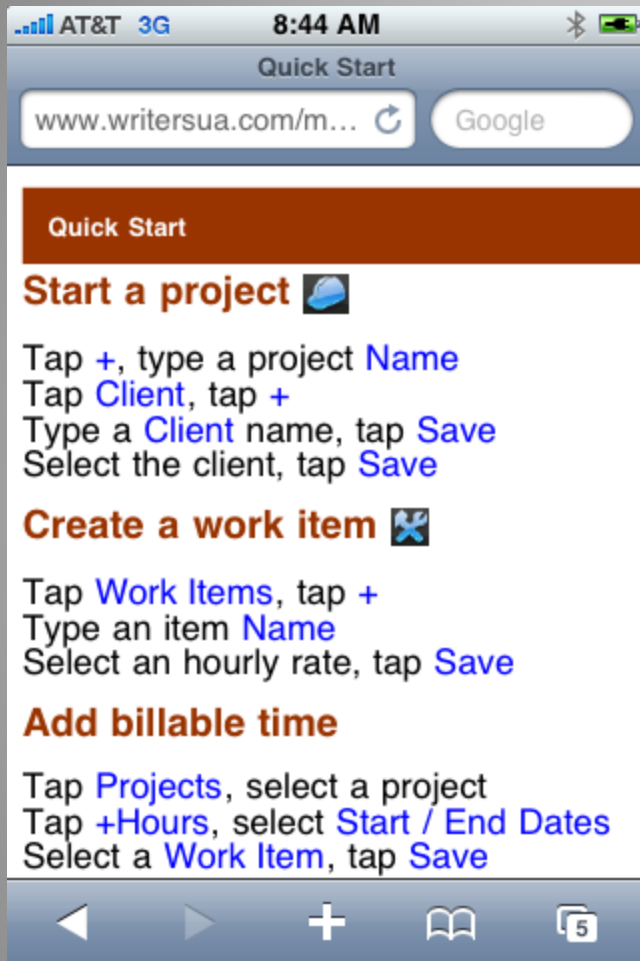 AT&T 3G 8:44 AM
Quick Start
www.writersua.com/m... Google
Quick Start
Start a project
Tap +, type a project Name
Tap Client, tap +
Type a Client name, tap Save
Select the client, tap Save
Create a work item
Tap Work Items, tap +
Type an item Name
Select an hourly rate, tap Save
Add billable time
Tap Projects, select a project
Tap +Hours, select Start / End Dates
Select a Work Item, tap Save
5